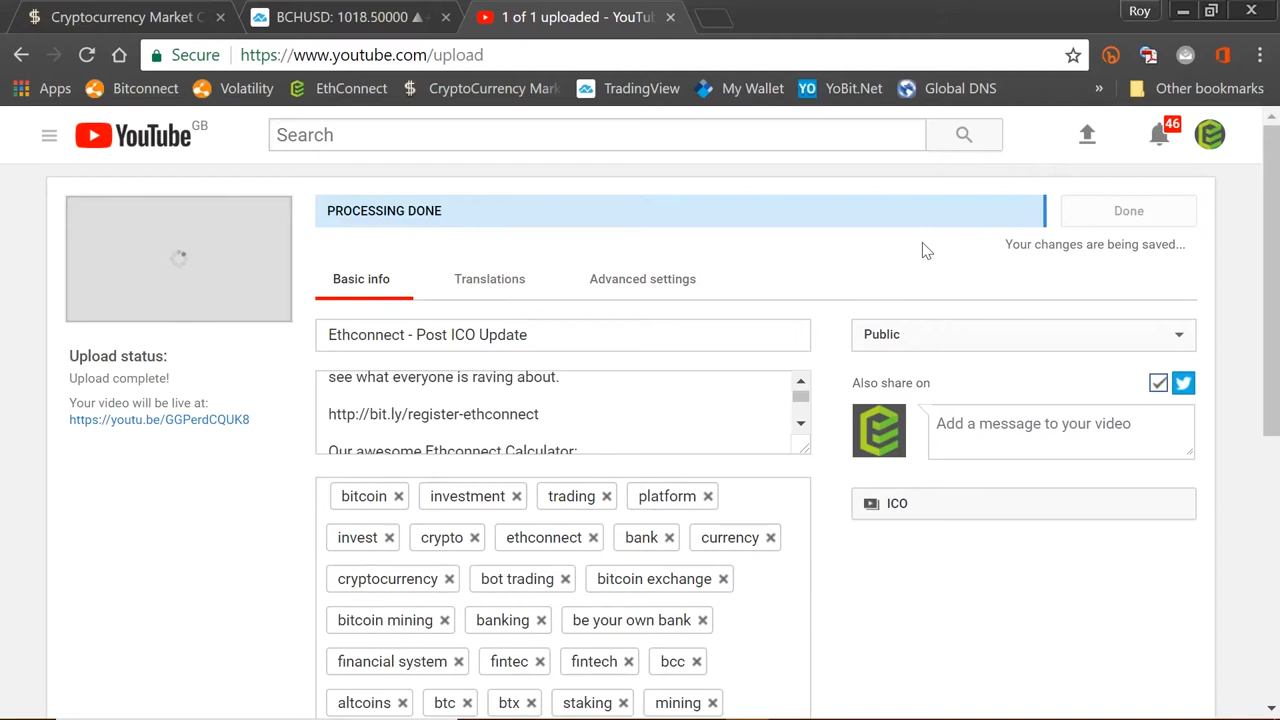 Cryptocurrency Market C
BCHUSD: 1018.50000
1 of 1 uploaded - YouTu
Roy
Secure
https://www.youtube.com/upload
Apps
Bitconnect
Volatility
EthConnect
CryptoCurrency Mark
TradingView
My Wallet
YO
YoBit.Net
Global DNS
»
Other bookmarks
YouTube GB
Search
46
PROCESSING DONE
Done
Your changes are being saved...
Basic info
Translations
Advanced settings
Ethconnect - Post ICO Update
Public
Upload status:
Upload complete!
Your video will be live at:
https://youtu.be/GGPerdCQUK8
see what everyone is raving about.
http://bit.ly/register-ethconnect
Our awesome Ethconnect Calculator:
Also share on
Add a message to your video
ICO
bitcoin
investment
trading
platform
invest
crypto
ethconnect
bank
currency
cryptocurrency
bot trading
bitcoin exchange
bitcoin mining
banking
be your own bank
financial system
fintec
fintech
bcc
altcoins
btc
btx
staking
mining